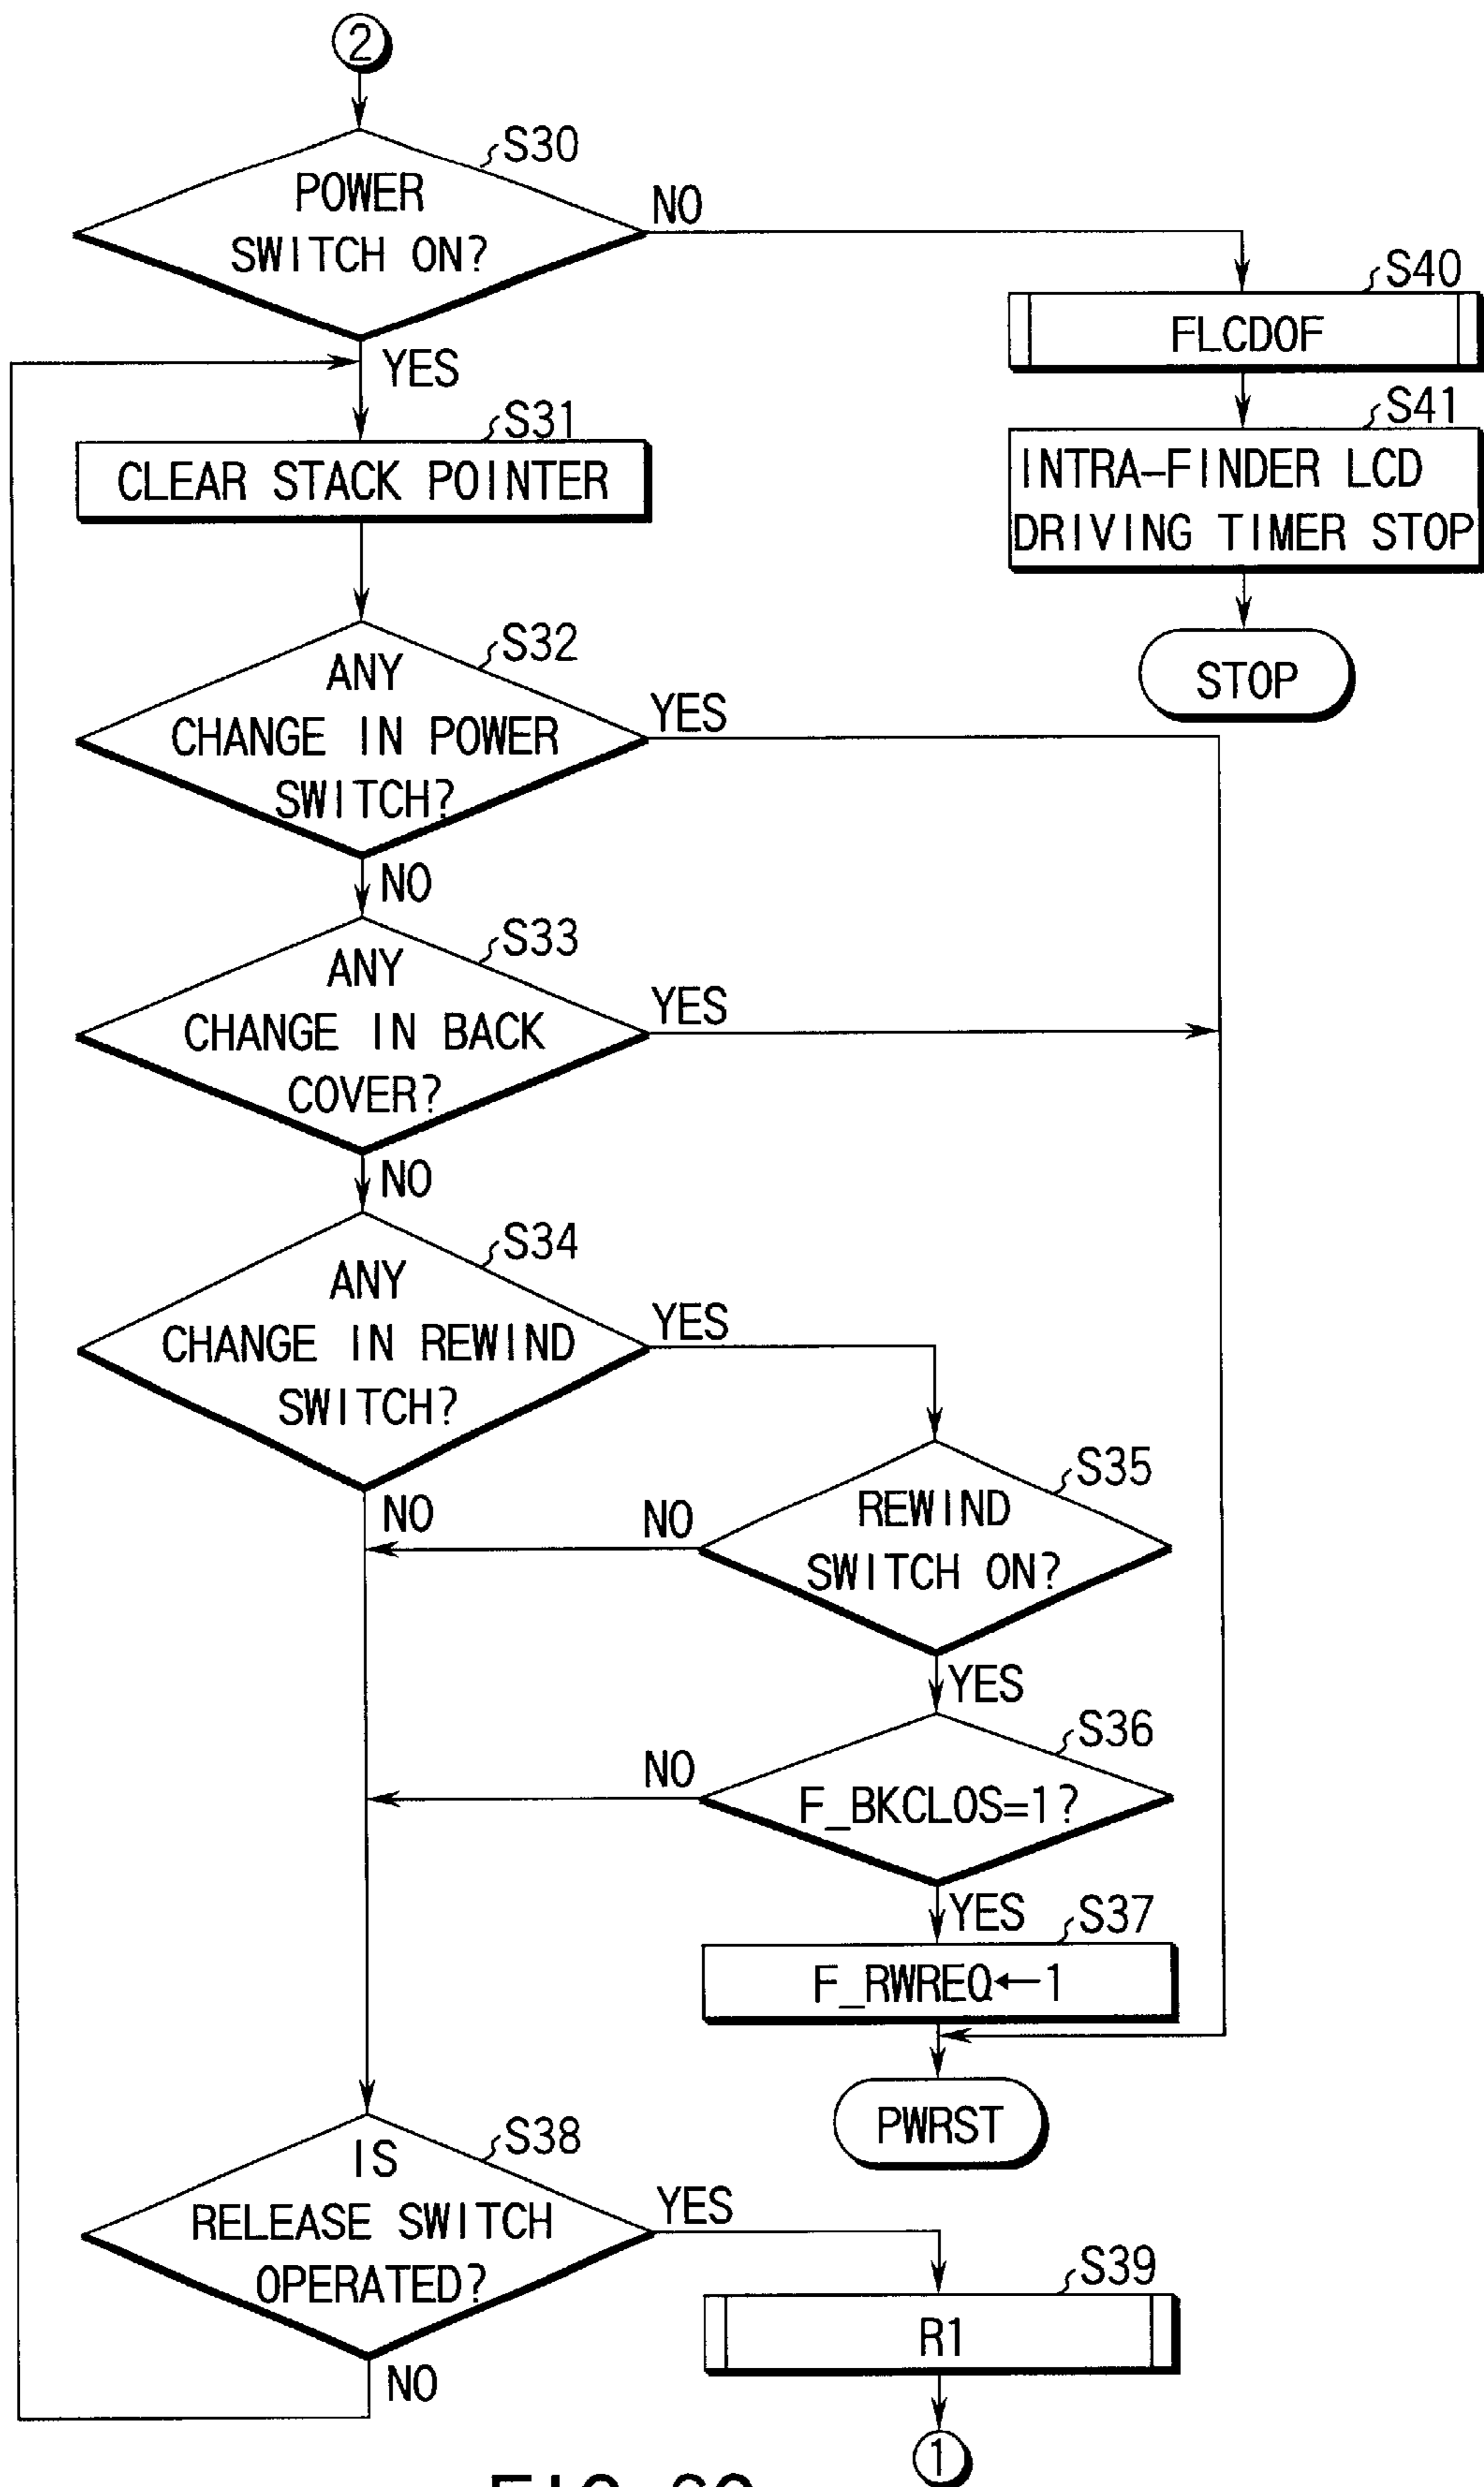 2
S30
POWER
SWITCH ON?
NO
YES
S40
FLCDOF
S41
INTRA-FINDER LCD
DRIVING TIMER STOP
STOP
S31
CLEAR STACK POINTER
S32
ANY
CHANGE IN POWER
SWITCH?
YES
NO
S33
ANY
CHANGE IN BACK
COVER?
YES
NO
S34
ANY
CHANGE IN REWIND
SWITCH?
YES
NO
S35
REWIND
SWITCH ON?
NO
YES
S36
F_BKCLOS=1?
NO
YES
S37
F_RWREQ←1
PWRST
S38
IS
RELEASE SWITCH
OPERATED?
YES
NO
S39
R1
1